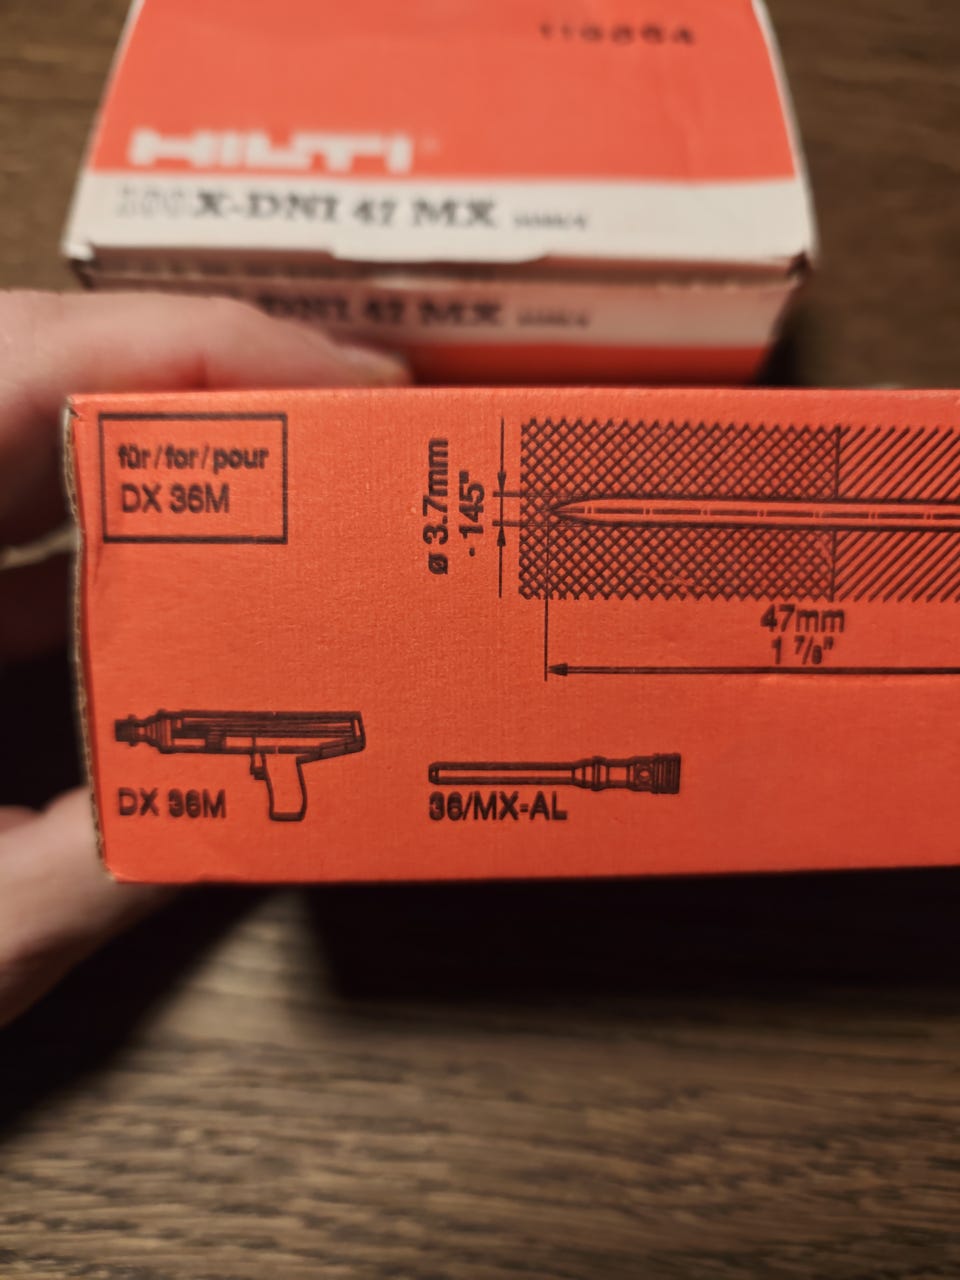 HILTI
X-DNI 47 MX
DNI 47 MX
für/for/pour
DX 36M
ø 3.7mm
.145"
47mm
1 7/8"
DX 36M
36/MX-AL